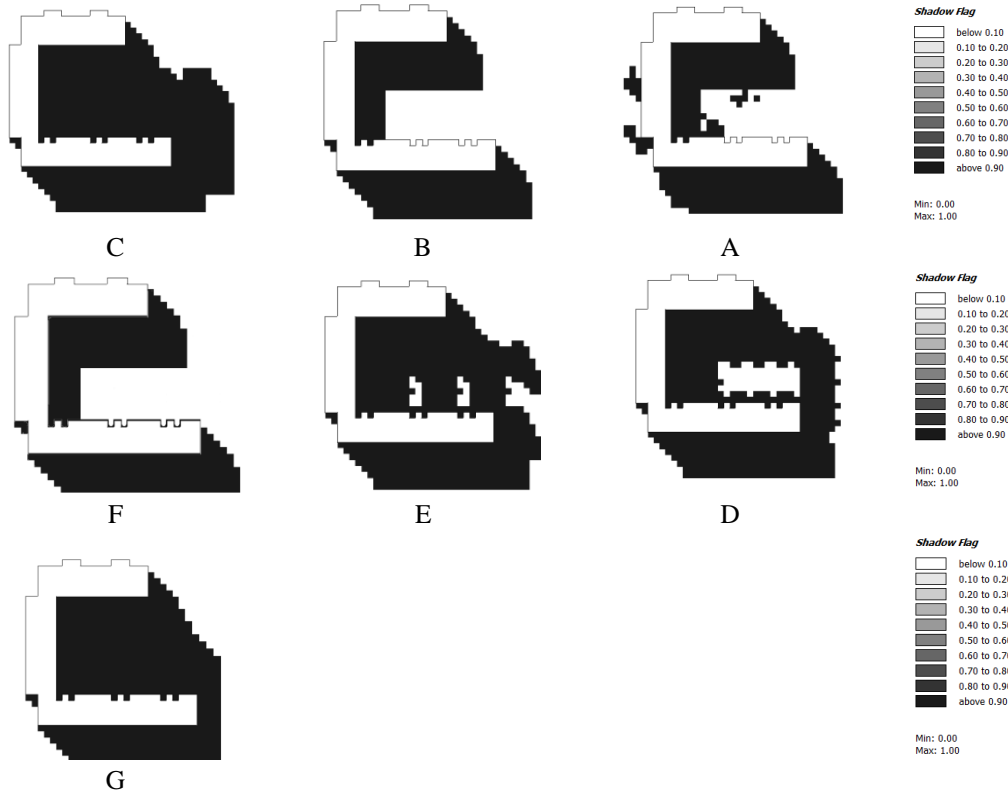 Shadow Flag
below 0.10
0.10 to 0.20
0.20 to 0.30
0.30 to 0.40
0.40 to 0.50
0.50 to 0.60
0.60 to 0.70
0.70 to 0.80
0.80 to 0.90
above 0.90
Min: 0.00
Max: 1.00
C B A
Shadow Flag
below 0.10
0.10 to 0.20
0.20 to 0.30
0.30 to 0.40
0.40 to 0.50
0.50 to 0.60
0.60 to 0.70
0.70 to 0.80
0.80 to 0.90
above 0.90
Min: 0.00
Max: 1.00
F E D
Shadow Flag
below 0.10
0.10 to 0.20
0.20 to 0.30
0.30 to 0.40
0.40 to 0.50
0.50 to 0.60
0.60 to 0.70
0.70 to 0.80
0.80 to 0.90
above 0.90
Min: 0.00
Max: 1.00
G